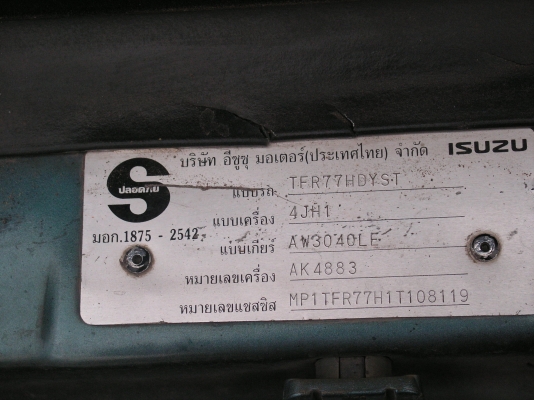 บริษัท อีซูซุ มอเตอร์(ประเทศไทย) จำกัด ISUZU
S ปลอดภัย
มอก.1875 - 2542
แบบรถ TFR77HDYST
แบบเครื่อง 4JH1
แบบเกียร์ AW3040LE
หมายเลขเครื่อง AK4883
หมายเลขแชสซิส MP1TFR77H1T108119